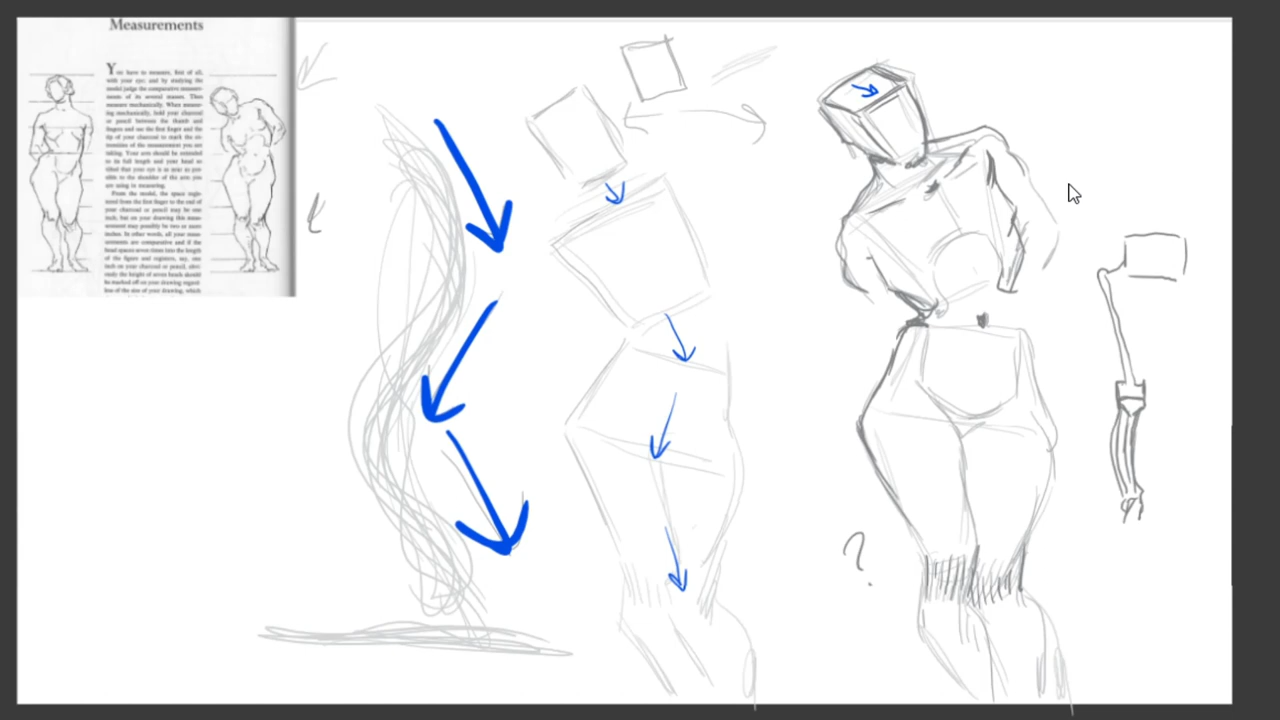 Measurements
You have to measure, first of all,
with your eye; and by studying the
model judge the comparative measure-
ments of its several masses. Then
measure mechanically. When measur-
ing mechanically, hold your charcoal
or pencil between the thumb and
fingers and use the first finger and the
tip of your charcoal to mark the ex-
tremities of the measurement you are
taking. Your arm should be extended
to its full length and your head so
tilted that your eye is as near as pos-
sible to the shoulder of the arm you
are using in measuring.
From the model, the space regis-
tered from the first finger to the end of
your charcoal or pencil may be one
inch, but on your drawing this meas-
urement may possibly be two or more
inches. In other words, all your meas-
urements are comparative and if the
head spaces seven times into the length
of the figure and registers, say, one
inch on your charcoal or pencil, obvi-
ously the height of seven heads should
be marked off on your drawing regard-
less of the size of your drawing, which
?